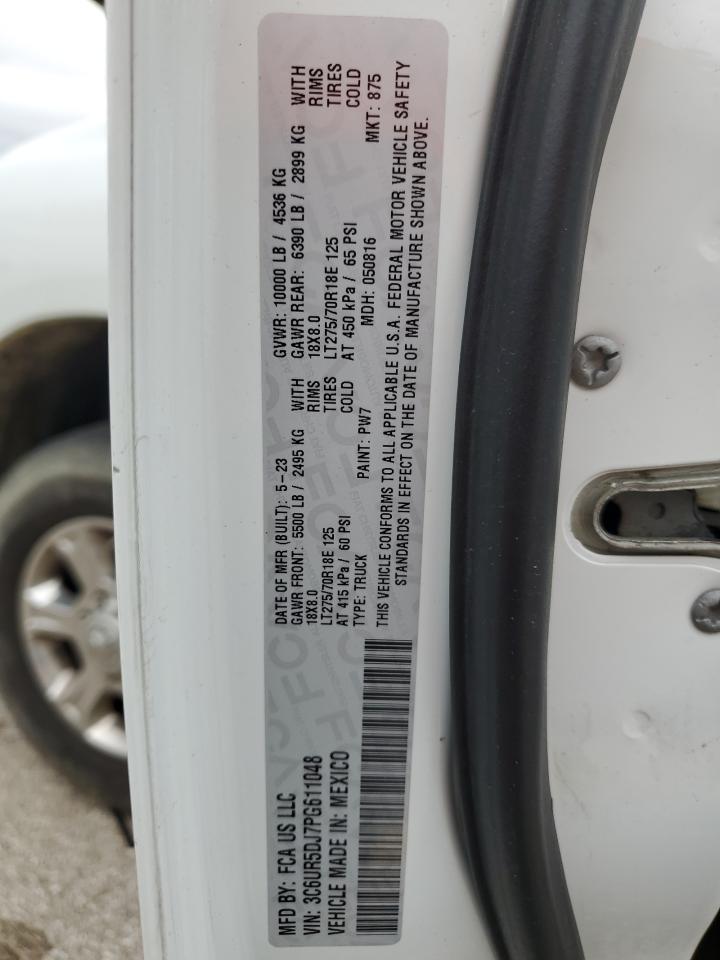 MFD BY: FCA US LLC
VIN: 3C6UR5DJ7PG611048
VEHICLE MADE IN: MEXICO
DATE OF MFR (BUILT): 5-23 GVWR: 10000 LB / 4536 KG
GAWR FRONT: 5500 LB / 2495 KG WITH GAWR REAR: 6390 LB / 2899 KG WITH
18X8.0 RIMS 18X8.0 RIMS
LT275/70R18E 125 TIRES LT275/70R18E 125 TIRES
AT 415 kPa / 60 PSI COLD AT 450 kPa / 65 PSI COLD
TYPE: TRUCK PAINT: PW7 MDH: 050816 MKT: 875
THIS VEHICLE CONFORMS TO ALL APPLICABLE U.S.A. FEDERAL MOTOR VEHICLE SAFETY
STANDARDS IN EFFECT ON THE DATE OF MANUFACTURE SHOWN ABOVE.